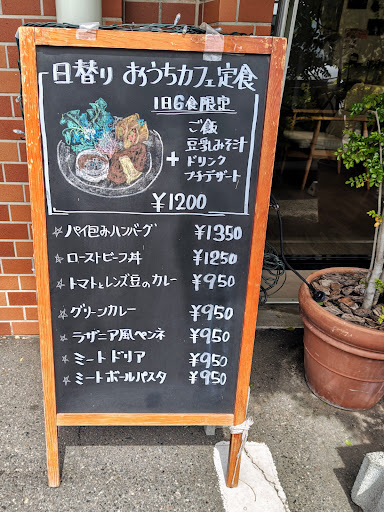 日替り おうちカフェ定食
1日6食限定
ご飯
豆乳みそ汁
+ドリンク
プチデザート
¥1200
☆パイ包みハンバーグ ¥1350
☆ローストビーフ丼 ¥1250
☆トマトとレンズ豆のカレー ¥950
☆グリーンカレー ¥950
☆ラザニア風ペンネ ¥950
☆ミートドリア ¥950
☆ミートボールパスタ ¥950